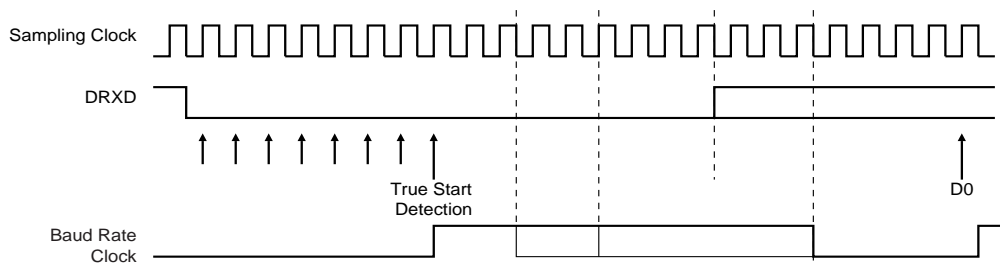 Sampling Clock
DRXD
True Start
Detection
D0
Baud Rate
Clock